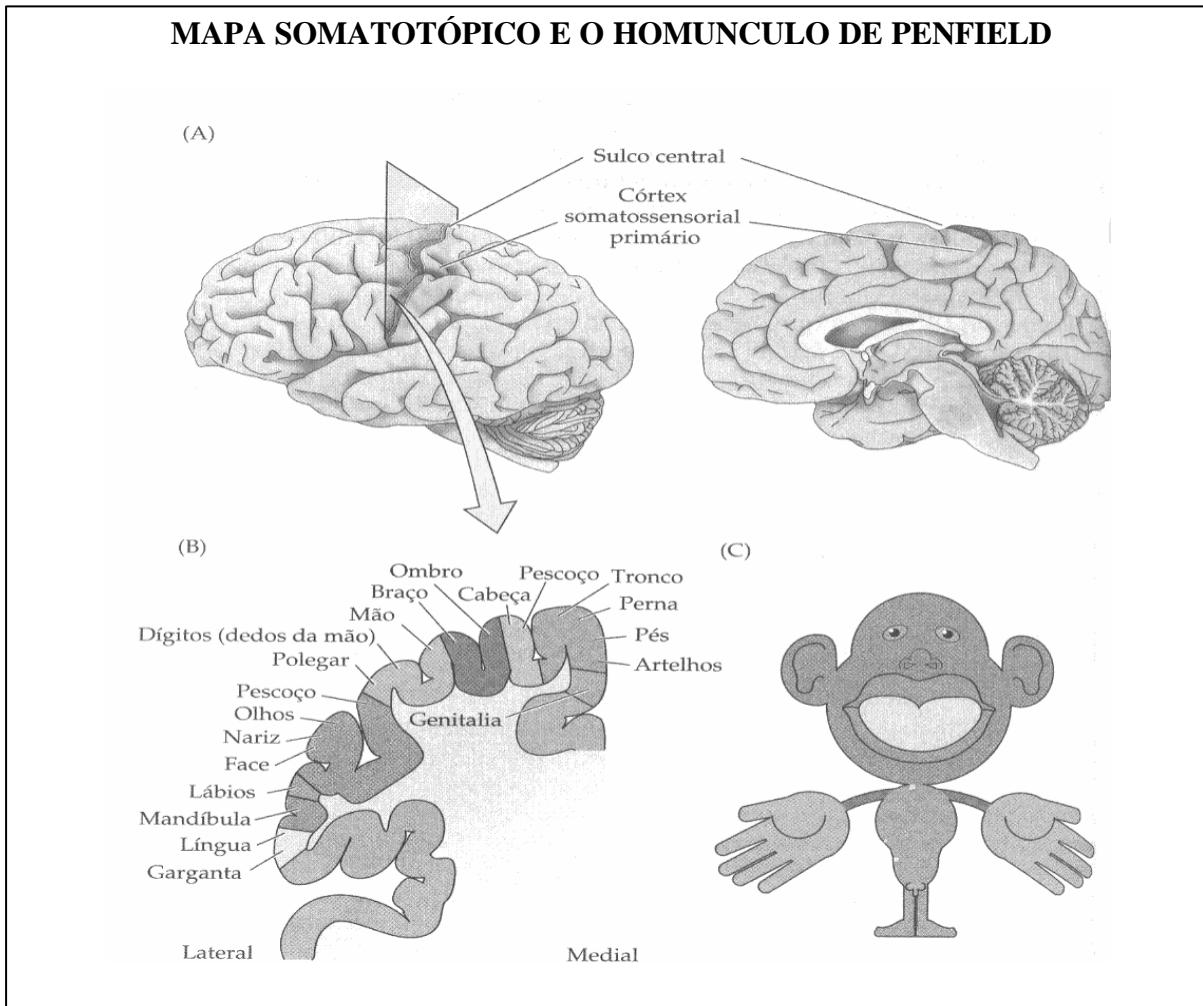 MAPA SOMATOTÓPICO E O HOMUNCULO DE PENFIELD
(A)
Sulco central
Córtex
somatossensorial
primário
(B)
Ombro
Braço
Mão
Dígitos (dedos da mão)
Polegar
Pescoço
Olhos
Nariz
Face
Lábios
Mandíbula
Língua
Garganta
Cabeça
Pescoço
Tronco
Perna
Pés
Artelhos
Genitalia
Lateral
Medial
(C)